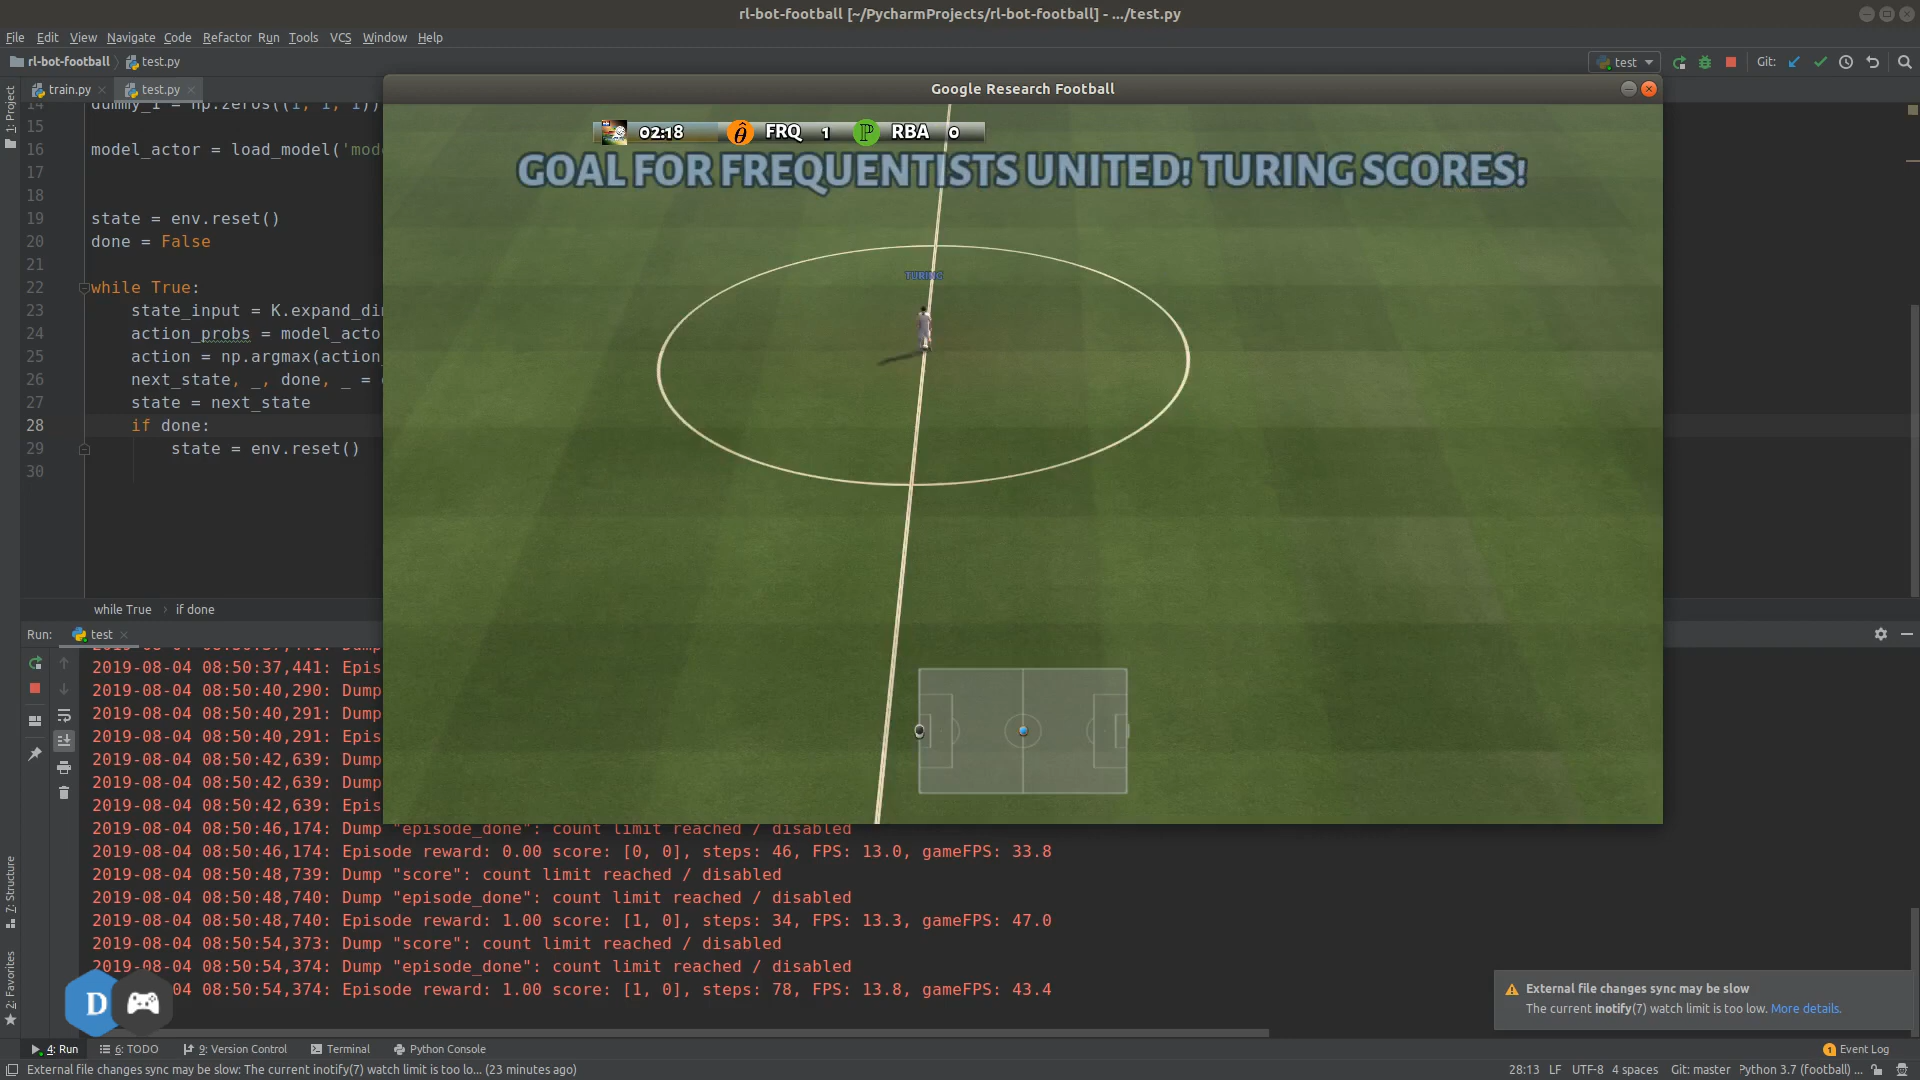 rl-bot-football [~/PycharmProjects/rl-bot-football] - .../test.py
File Edit View Navigate Code Refactor Run Tools VCS Window Help
rl-bot-football test.py
test Git:
train.py test.py
Google Research Football
1: Project
02:18 FRQ 1 RBA 0
GOAL FOR FREQUENTISTS UNITED! TURING SCORES!
TURING
14 dummy_1 = np.zeros((1, 1, 1))
15
16 model_actor = load_model('mod
17
18
19 state = env.reset()
20 done = False
21
22 while True:
23 state_input = K.expand_di
24 action_probs = model_acto
25 action = np.argmax(action
26 next_state, _, done, _ =
27 state = next_state
28 if done:
29 state = env.reset()
30
while True if done
Run: test
2019-08-04 08:50:37,441: Epis
2019-08-04 08:50:40,290: Dump
2019-08-04 08:50:40,291: Dump
2019-08-04 08:50:40,291: Epis
2019-08-04 08:50:42,639: Dump
2019-08-04 08:50:42,639: Dump
2019-08-04 08:50:42,639: Epis
2019-08-04 08:50:46,174: Dump "episode_done": count limit reached / disabled
2019-08-04 08:50:46,174: Episode reward: 0.00 score: [0, 0], steps: 46, FPS: 13.0, gameFPS: 33.8
2019-08-04 08:50:48,739: Dump "score": count limit reached / disabled
2019-08-04 08:50:48,740: Dump "episode_done": count limit reached / disabled
2019-08-04 08:50:48,740: Episode reward: 1.00 score: [1, 0], steps: 34, FPS: 13.3, gameFPS: 47.0
2019-08-04 08:50:54,373: Dump "score": count limit reached / disabled
2019-08-04 08:50:54,374: Dump "episode_done": count limit reached / disabled
04 08:50:54,374: Episode reward: 1.00 score: [1, 0], steps: 78, FPS: 13.8, gameFPS: 43.4
7: Structure
2: Favorites
D
External file changes sync may be slow
The current inotify(7) watch limit is too low. More details.
4: Run 6: TODO 9: Version Control Terminal Python Console 1 Event Log
External file changes sync may be slow: The current inotify(7) watch limit is too lo... (23 minutes ago) 28:13 LF UTF-8 4 spaces Git: master Python 3.7 (football) ...